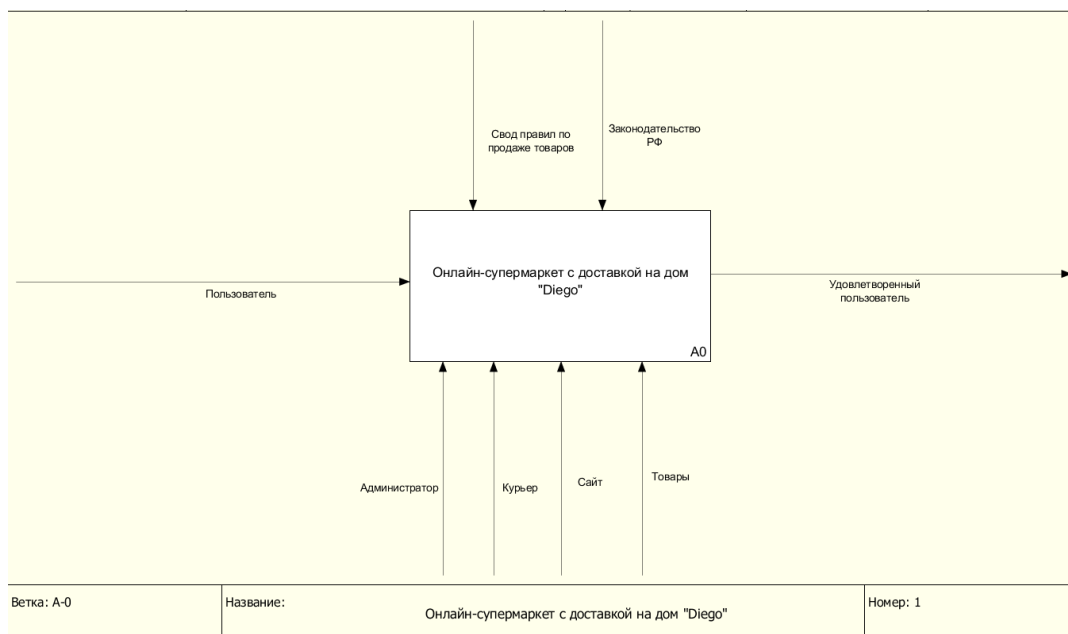 Свод правил по
продаже товаров
Законодательство
РФ
Онлайн-супермаркет с доставкой на дом
"Diego"
A0
Пользователь
Удовлетворенный
пользователь
Администратор
Курьер
Сайт
Товары
Ветка: A-0
Название:
Онлайн-супермаркет с доставкой на дом "Diego"
Номер: 1